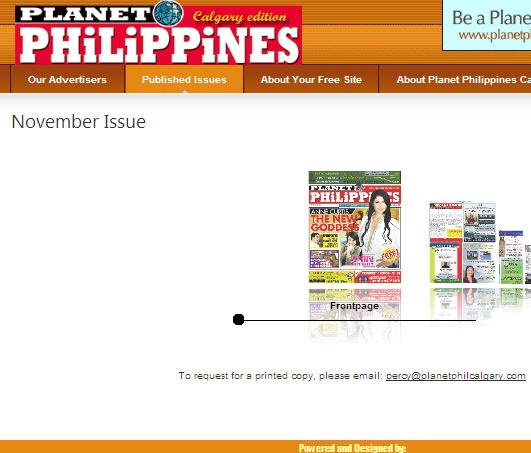 PLANET Calgary edition
PHiLiPPiNES
Be a Plane
www.planetpl
Our Advertisers
Published Issues
About Your Free Site
About Planet Philippines Ca
November Issue
PLANET
PHiLiPPiNES
ANNE CURTIS
THE NEW
GODDESS
FREE
Frontpage
To request for a printed copy, please email: percy@planetphilcalgary.com
Powered and Designed by: